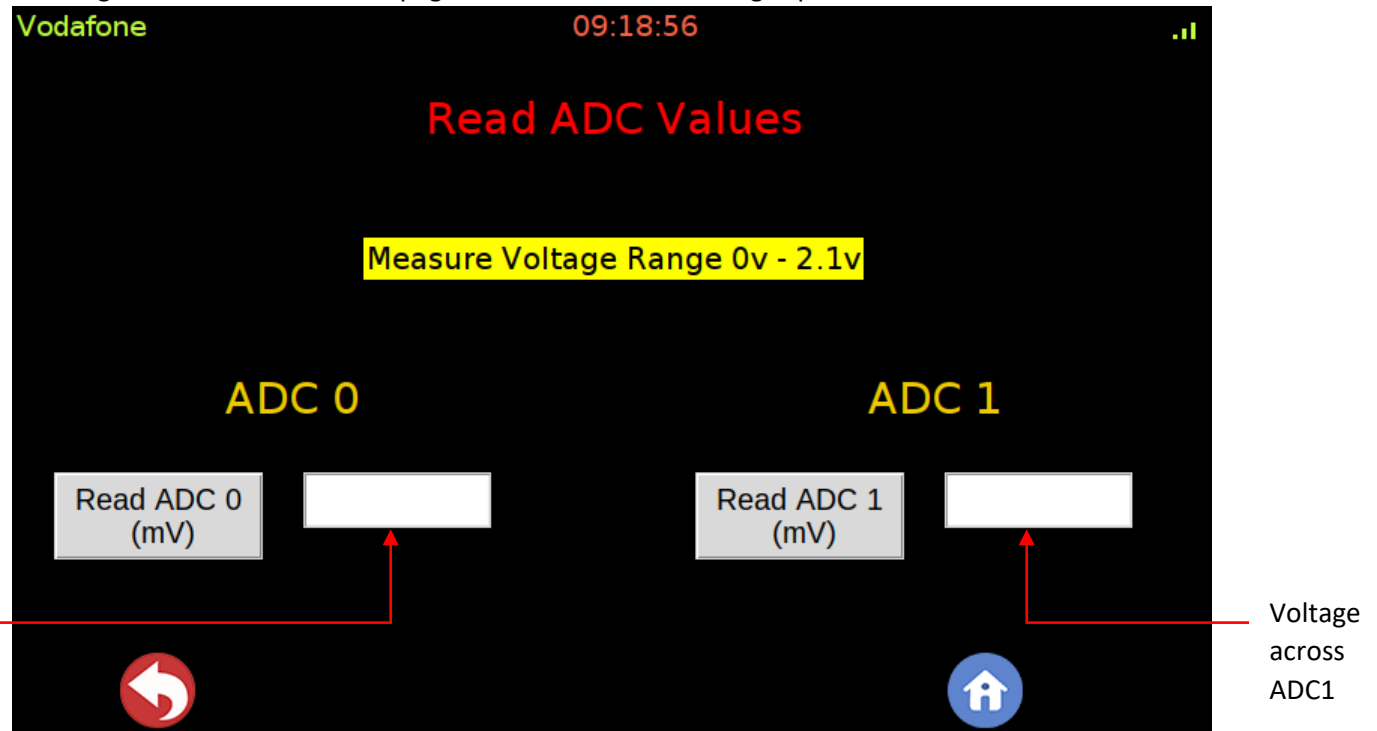 Vodafone 09:18:56
Read ADC Values
Measure Voltage Range 0v - 2.1v
ADC 0 ADC 1
Read ADC 0
(mV)
Read ADC 1
(mV)
Voltage
across
ADC1